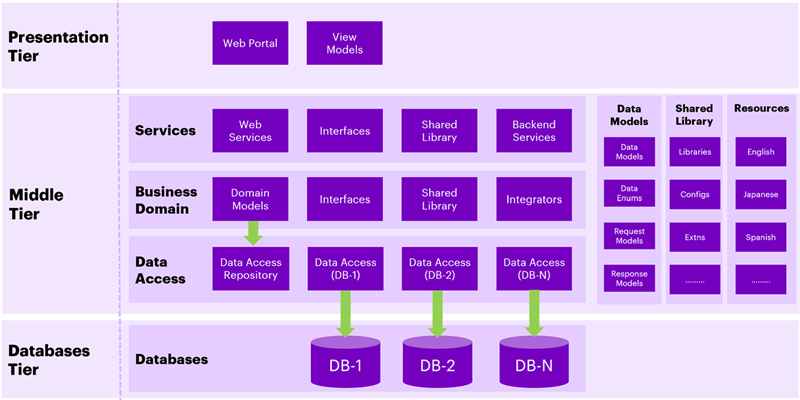 Presentation
Tier
Web Portal
View
Models
Middle
Tier
Services
Web
Services
Interfaces
Shared
Library
Backend
Services
Business
Domain
Domain
Models
Interfaces
Shared
Library
Integrators
Data
Access
Data Access
Repository
Data Access
(DB-1)
Data Access
(DB-2)
Data Access
(DB-N)
Data
Models
Data
Models
Data
Enums
Request
Models
Response
Models
Shared
Library
Libraries
Configs
Extns
.........
Resources
English
Japanese
Spanish
.........
Databases
Tier
Databases
DB-1
DB-2
DB-N